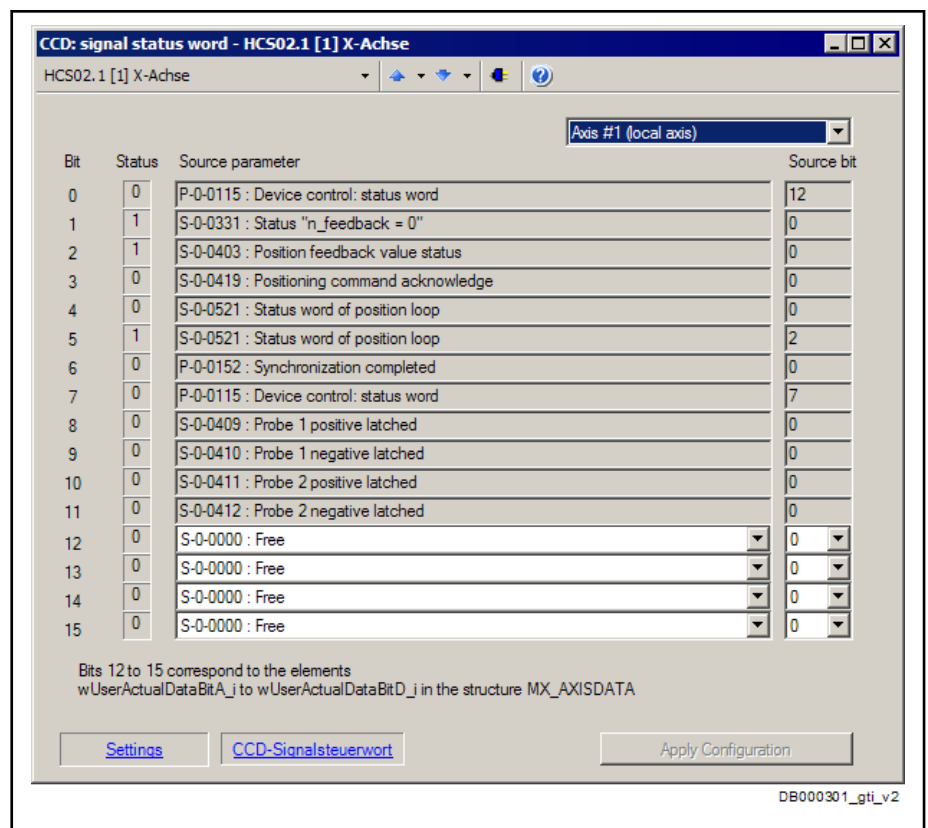 CCD: signal status word - HCS02.1 [1] X-Achse
HCS02.1 [1] X-Achse
Axis #1 (local axis)
Bit Status Source parameter Source bit
0 0 P-0-0115 : Device control: status word 12
1 1 S-0-0331 : Status "n_feedback = 0" 0
2 1 S-0-0403 : Position feedback value status 0
3 0 S-0-0419 : Positioning command acknowledge 0
4 0 S-0-0521 : Status word of position loop 0
5 1 S-0-0521 : Status word of position loop 2
6 0 P-0-0152 : Synchronization completed 0
7 0 P-0-0115 : Device control: status word 7
8 0 S-0-0409 : Probe 1 positive latched 0
9 0 S-0-0410 : Probe 1 negative latched 0
10 0 S-0-0411 : Probe 2 positive latched 0
11 0 S-0-0412 : Probe 2 negative latched 0
12 0 S-0-0000 : Free 0
13 0 S-0-0000 : Free 0
14 0 S-0-0000 : Free 0
15 0 S-0-0000 : Free 0
Bits 12 to 15 correspond to the elements
wUserActualDataBitA_i to wUserActualDataBitD_i in the structure MX_AXISDATA
Settings CCD-Signalsteuerwort Apply Configuration
DB000301_gti_v2